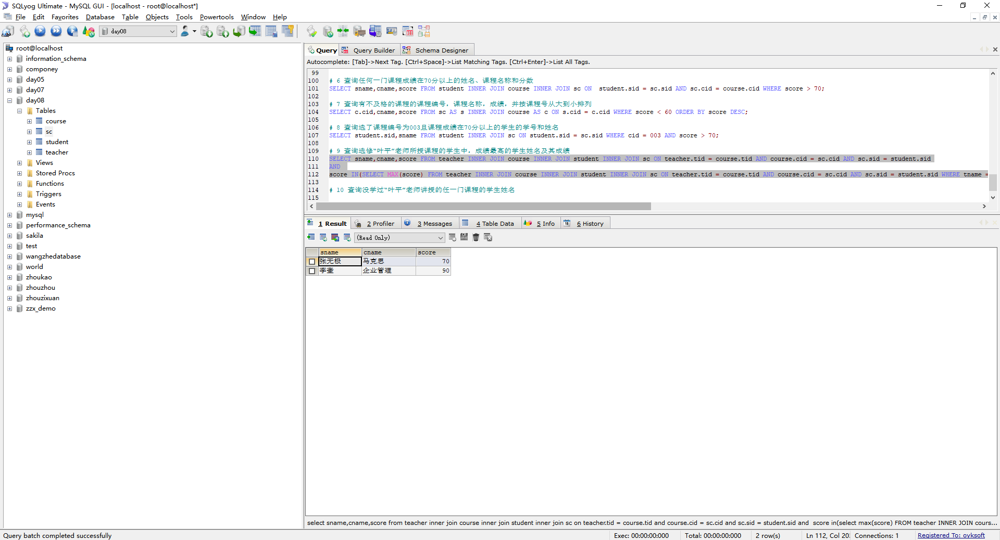 SQLyog Ultimate - MySQL GUI - [localhost - root@localhost*]
File Edit Favorites Database Table Objects Tools Powertools Window Help
day08
root@localhost
information_schema
componey
day05
day07
day08
Tables
course
sc
student
teacher
Views
Stored Procs
Functions
Triggers
Events
mysql
performance_schema
sakila
test
wangzhedatabase
world
zhoukao
zhouzhou
zhouzixuan
zzx_demo
Query Query Builder Schema Designer
Autocomplete: [Tab]->Next Tag. [Ctrl+Space]->List Matching Tags. [Ctrl+Enter]->List All Tags.
99
100 # 6 查询任何一门课程成绩在70分以上的姓名、课程名称和分数
101 SELECT sname,cname,score FROM student INNER JOIN course INNER JOIN sc ON  student.sid = sc.sid AND sc.cid = course.cid WHERE score > 70;
102
103 # 7 查询有不及格的课程的课程编号，课程名称，成绩，并按课程号从大到小排列
104 SELECT c.cid,cname,score FROM sc AS s INNER JOIN course AS c ON s.cid = c.cid WHERE score < 60 ORDER BY score DESC;
105
106 # 8 查询选了课程编号为003且课程成绩在70分以上的学生的学号和姓名
107 SELECT student.sid,sname FROM student INNER JOIN sc ON student.sid = sc.sid WHERE cid = 003 AND score > 70;
108
109 # 9 查询选修“叶平”老师所授课程的学生中，成绩最高的学生姓名及其成绩
110 SELECT sname,cname,score FROM teacher INNER JOIN course INNER JOIN student INNER JOIN sc ON teacher.tid = course.tid AND course.cid = sc.cid AND sc.sid = student.sid
111 AND
112 score IN(SELECT MAX(score) FROM teacher INNER JOIN course INNER JOIN student INNER JOIN sc ON teacher.tid = course.tid AND course.cid = sc.cid AND sc.sid = student.sid WHERE tname =
113
114 # 10 查询没学过“叶平”老师讲授的任一门课程的学生姓名
115
1 Result 2 Profiler 3 Messages 4 Table Data 5 Info 6 History
(Read Only)
sname cname score
张无极 马克思 70
李奎 企业管理 90
select sname,cname,score from teacher inner join course inner join student inner join sc on teacher.tid = course.tid and course.cid = sc.cid and sc.sid = student.sid and  score in(select max(score) FROM teacher INNER JOIN cours...
Query batch completed successfully Exec: 00:00:00:000 Total: 00:00:00:000 2 row(s) Ln 112, Col 20 Connections: 1 Registered To: oyksoft